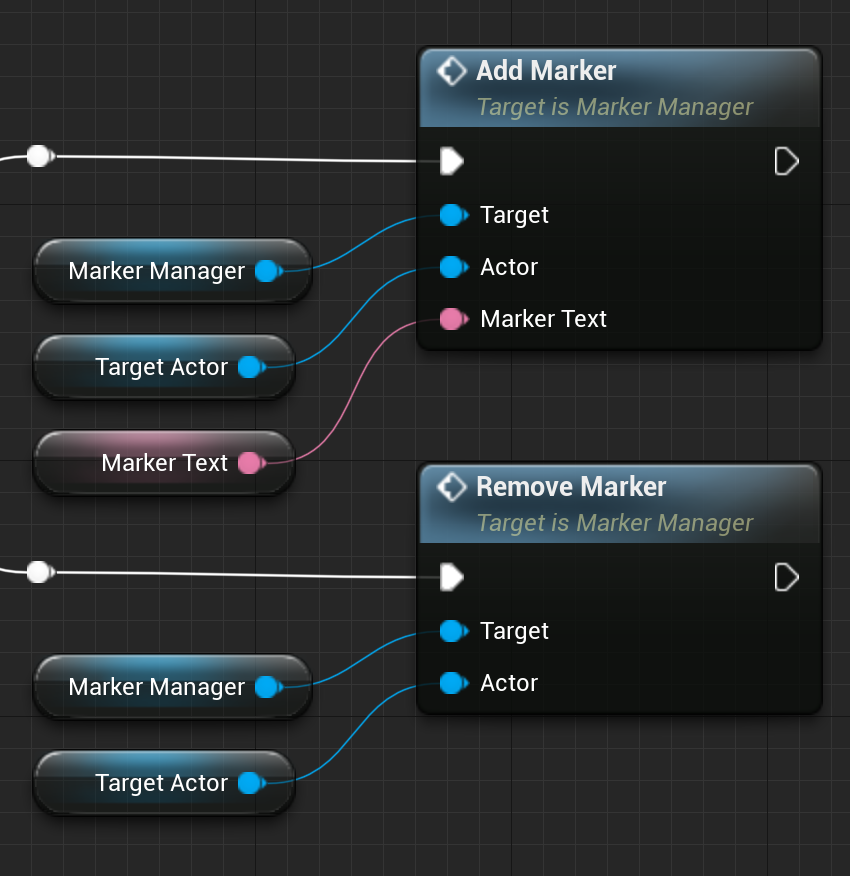 Add Marker
Target is Marker Manager
Target
Marker Manager
Actor
Marker Text
Target Actor
Marker Text
Remove Marker
Target is Marker Manager
Target
Marker Manager
Actor
Target Actor